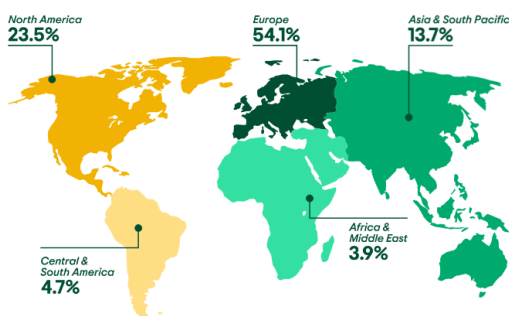 North America
23.5%
Europe
54.1%
Asia & South Pacific
13.7%
Central &
South America
4.7%
Africa &
Middle East
3.9%